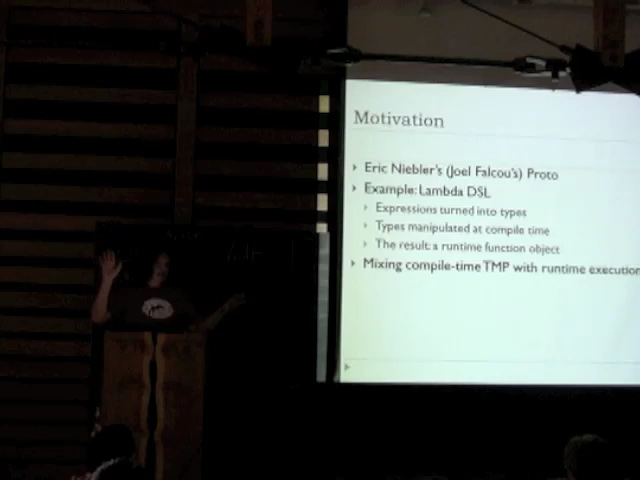 Motivation
Eric Niebler's (Joel Falcou's) Proto
Example: Lambda DSL
Expressions turned into types
Types manipulated at compile time
The result: a runtime function object
Mixing compile-time TMP with runtime execution